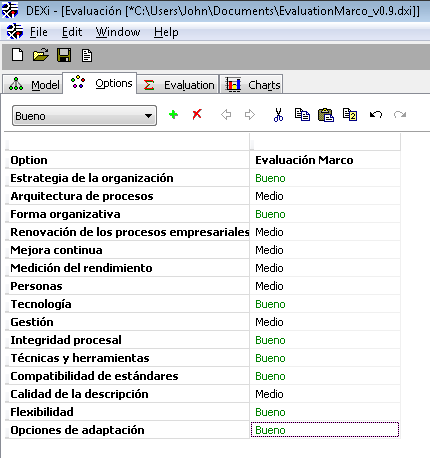 DEXi - [Evaluación [*C:\Users\John\Documents\EvaluationMarco_v0.9.dxi]]
File Edit Window Help
Model Options Evaluation Charts
Bueno
Option Evaluación Marco
Estrategia de la organización Bueno
Arquitectura de procesos Medio
Forma organizativa Bueno
Renovación de los procesos empresariales Medio
Mejora continua Medio
Medición del rendimiento Medio
Personas Medio
Tecnología Bueno
Gestión Medio
Integridad procesal Bueno
Técnicas y herramientas Bueno
Compatibilidad de estándares Bueno
Calidad de la descripción Medio
Flexibilidad Bueno
Opciones de adaptación Bueno